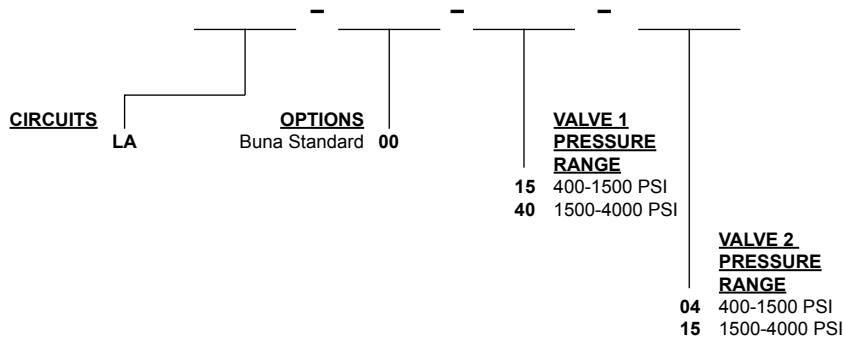 – – –
CIRCUITS
LA
OPTIONS
Buna Standard 00
VALVE 1
PRESSURE
RANGE
15 400-1500 PSI
40 1500-4000 PSI
VALVE 2
PRESSURE
RANGE
04 400-1500 PSI
15 1500-4000 PSI